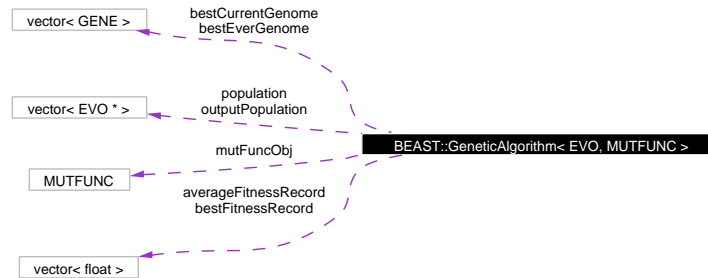 vector< GENE >
bestCurrentGenome
bestEverGenome
vector< EVO * >
population
outputPopulation
BEAST::GeneticAlgorithm< EVO, MUTFUNC >
mutFuncObj
MUTFUNC
averageFitnessRecord
bestFitnessRecord
vector< float >